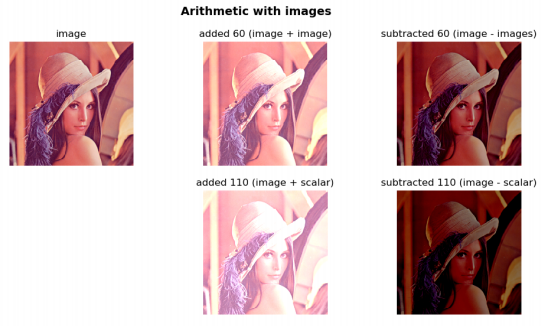 Arithmetic with images
image
added 60 (image + image)
subtracted 60 (image - images)
added 110 (image + scalar)
subtracted 110 (image - scalar)